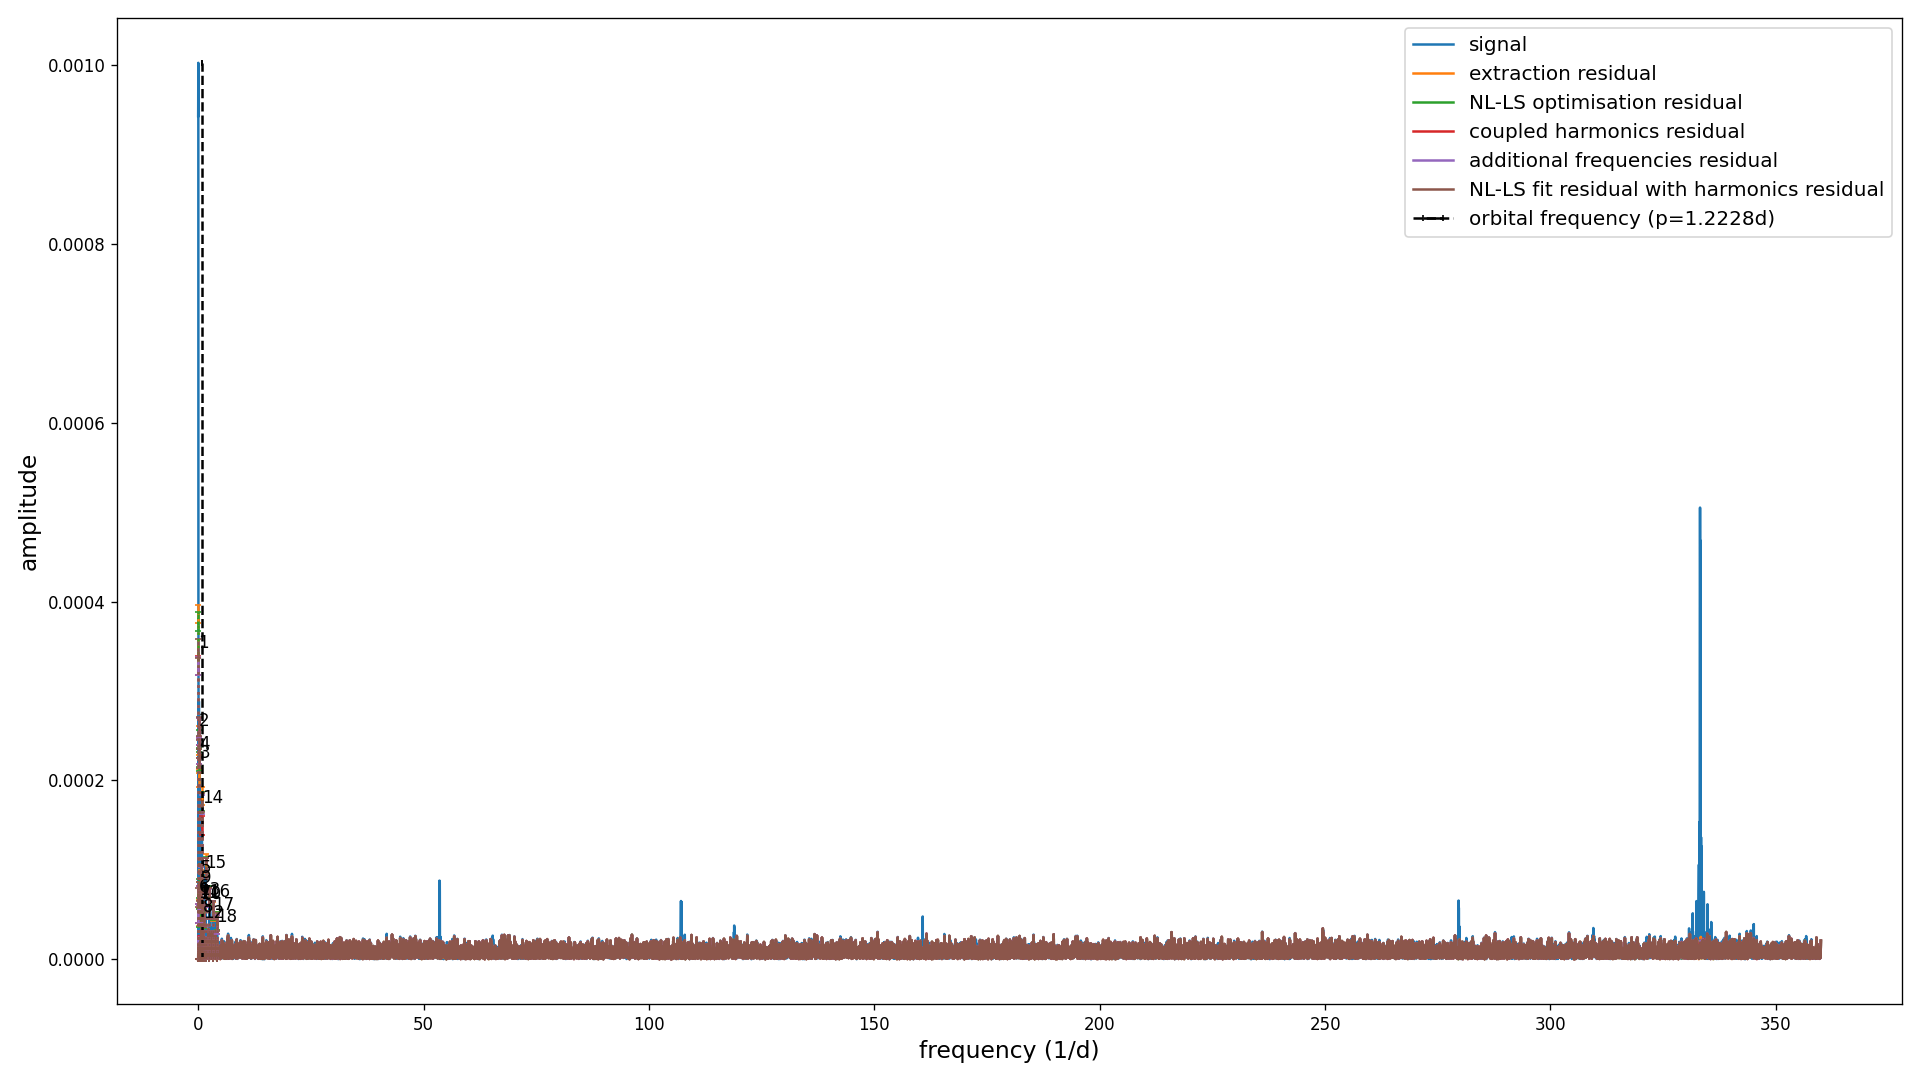 signal
extraction residual
NL-LS optimisation residual
coupled harmonics residual
additional frequencies residual
NL-LS fit residual with harmonics residual
orbital frequency (p=1.2228d)
0.0010
0.0008
0.0006
0.0004
0.0002
0.0000
amplitude
1
2
4
3
14
15
16
17
18
0
50
100
150
200
250
300
350
frequency (1/d)